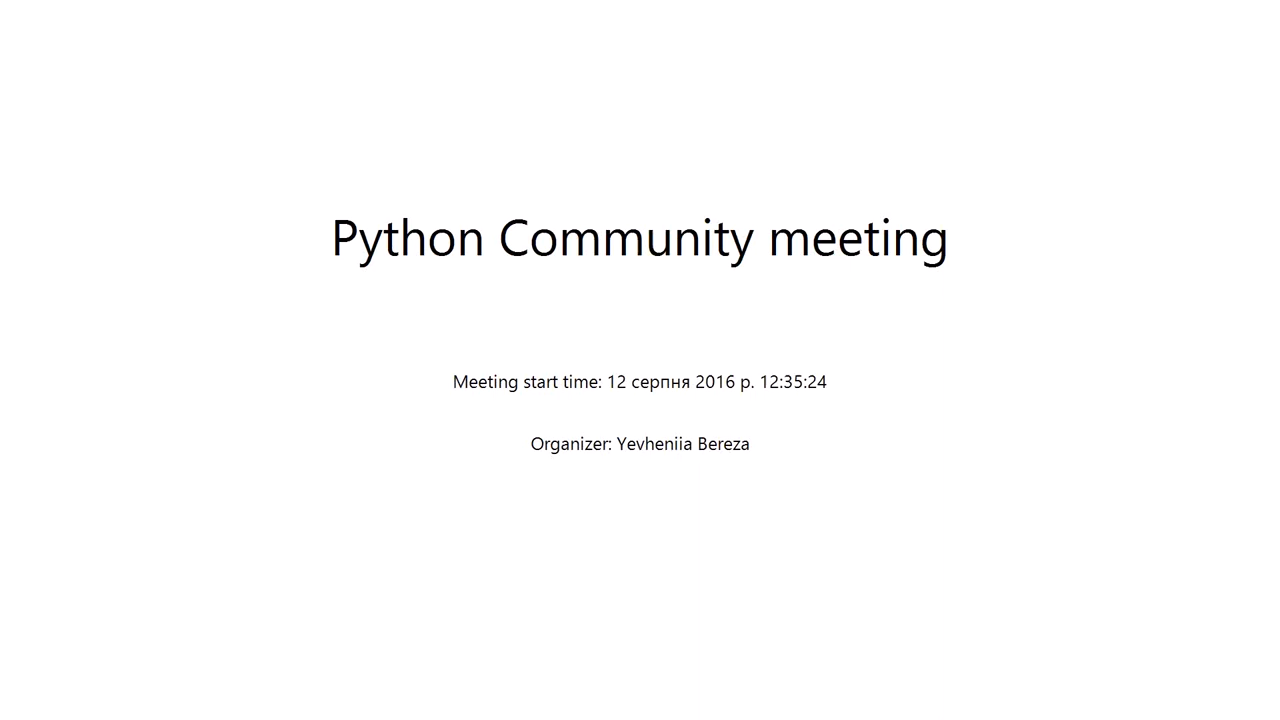 Python Community meeting
Meeting start time: 12 серпня 2016 р. 12:35:24
Organizer: Yevheniia Bereza